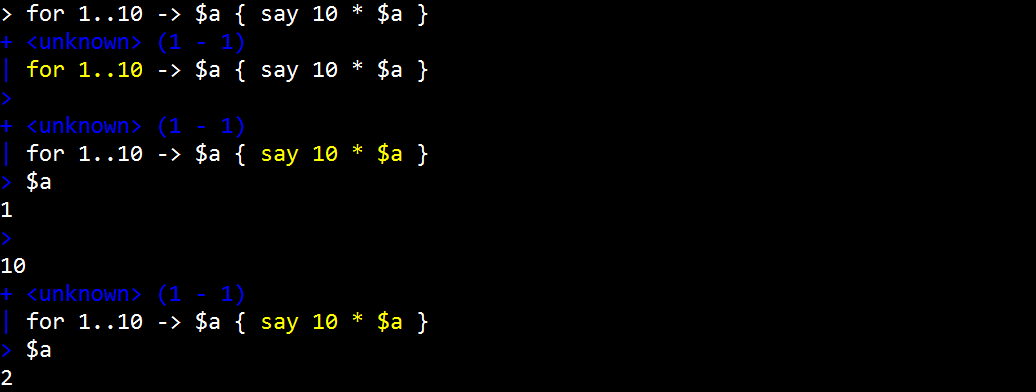 > for 1..10 -> $a { say 10 * $a }
+ <unknown> (1 - 1)
| for 1..10 -> $a { say 10 * $a }
>
+ <unknown> (1 - 1)
| for 1..10 -> $a { say 10 * $a }
> $a
1
>
10
+ <unknown> (1 - 1)
| for 1..10 -> $a { say 10 * $a }
> $a
2